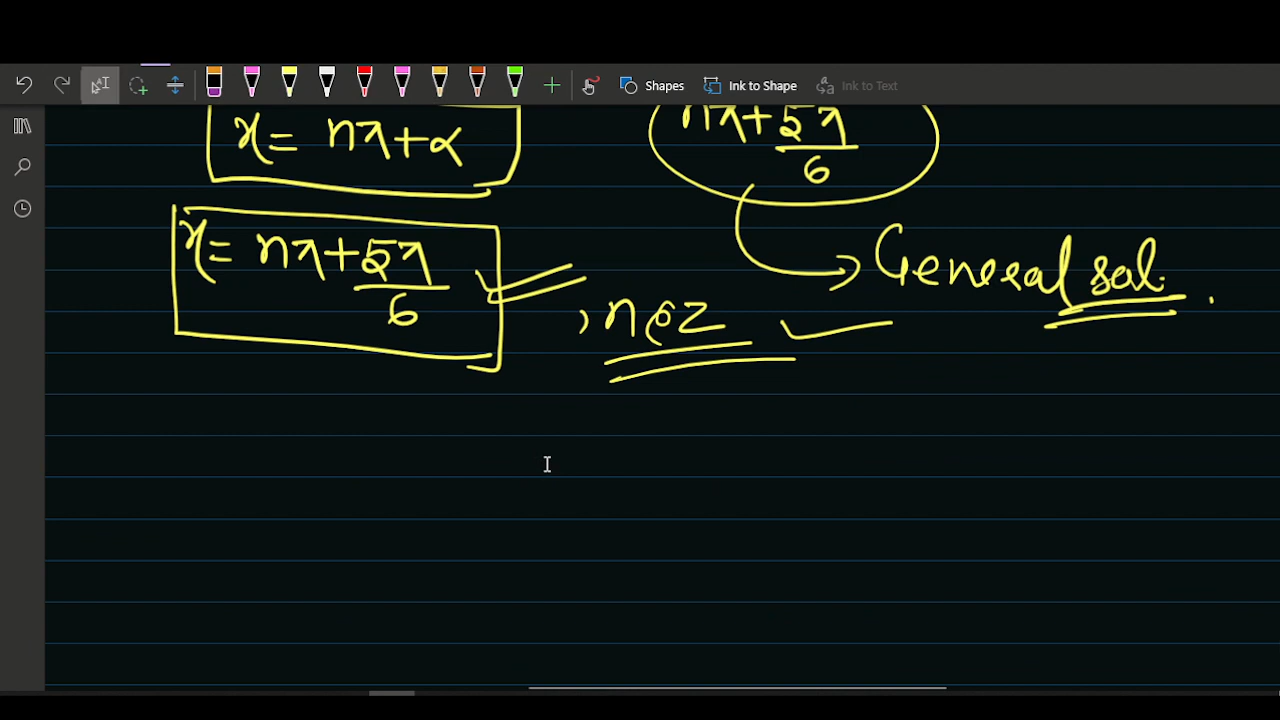 Shapes Ink to Shape Ink to Text
x = nπ + α
nπ + 5π/6
x = nπ + 5π/6
, n∈Z
General sol.